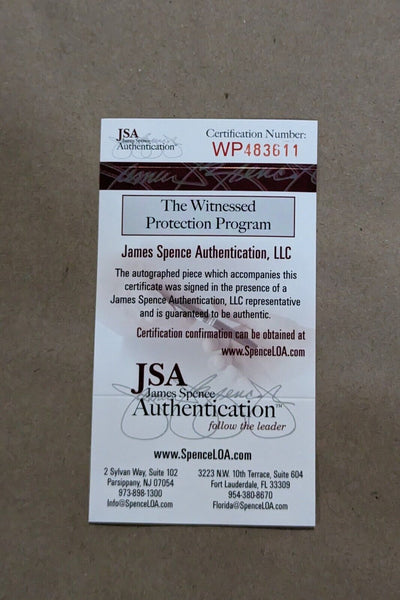 JSA
James Spence
Authentication™
Certification Number:
WP483611
The Witnessed
Protection Program
James Spence Authentication, LLC
The autographed piece which accompanies this
certificate was signed in the presence of a
James Spence Authentication, LLC representative
and is guaranteed to be authentic.
Certification confirmation can be obtained at
www.SpenceLOA.com
JSA
James Spence
Authentication™
follow the leader
www.SpenceLOA.com
2 Sylvan Way, Suite 102
Parsippany, NJ 07054
973-898-1300
Info@SpenceLOA.com
3223 N.W. 10th Terrace, Suite 604
Fort Lauderdale, FL 33309
954-380-8670
Florida@SpenceLOA.com